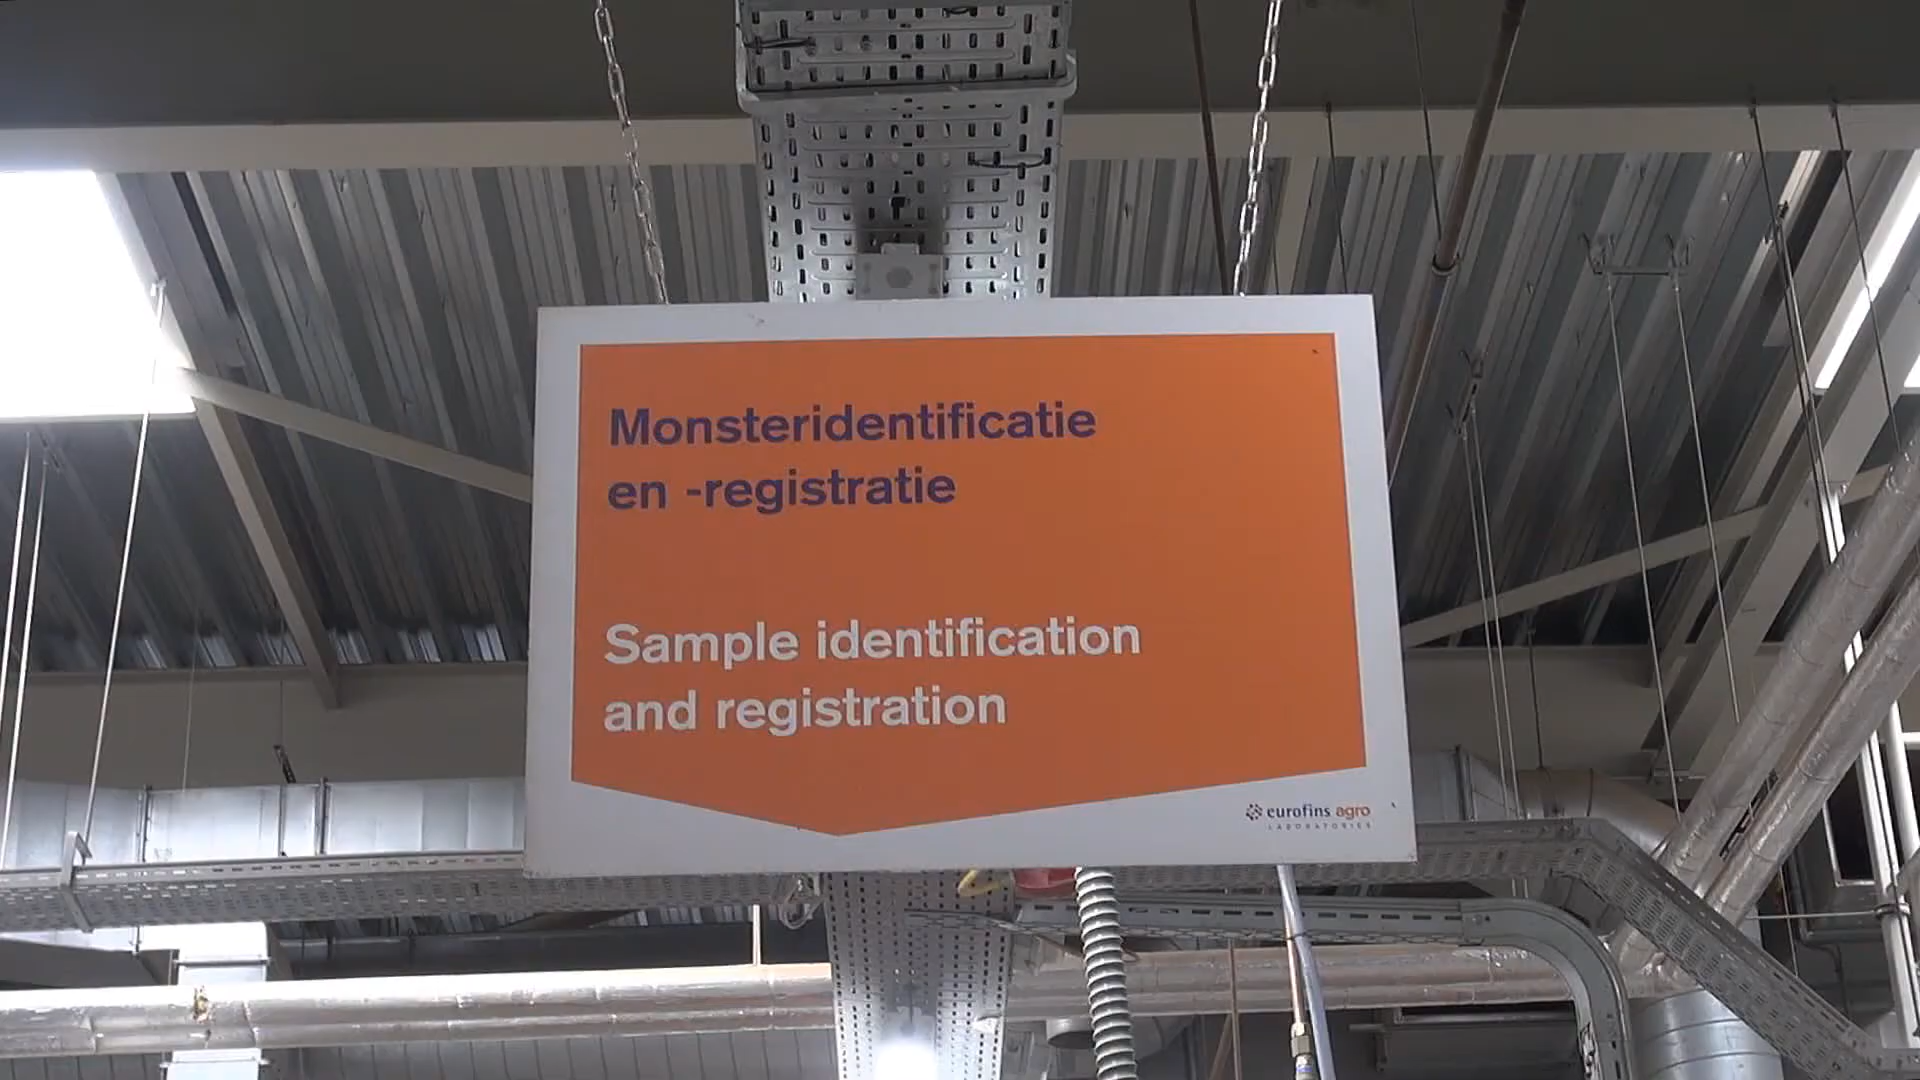 Monsteridentificatie
en -registratie
Sample identification
and registration
eurofins agro
LABORATORIES